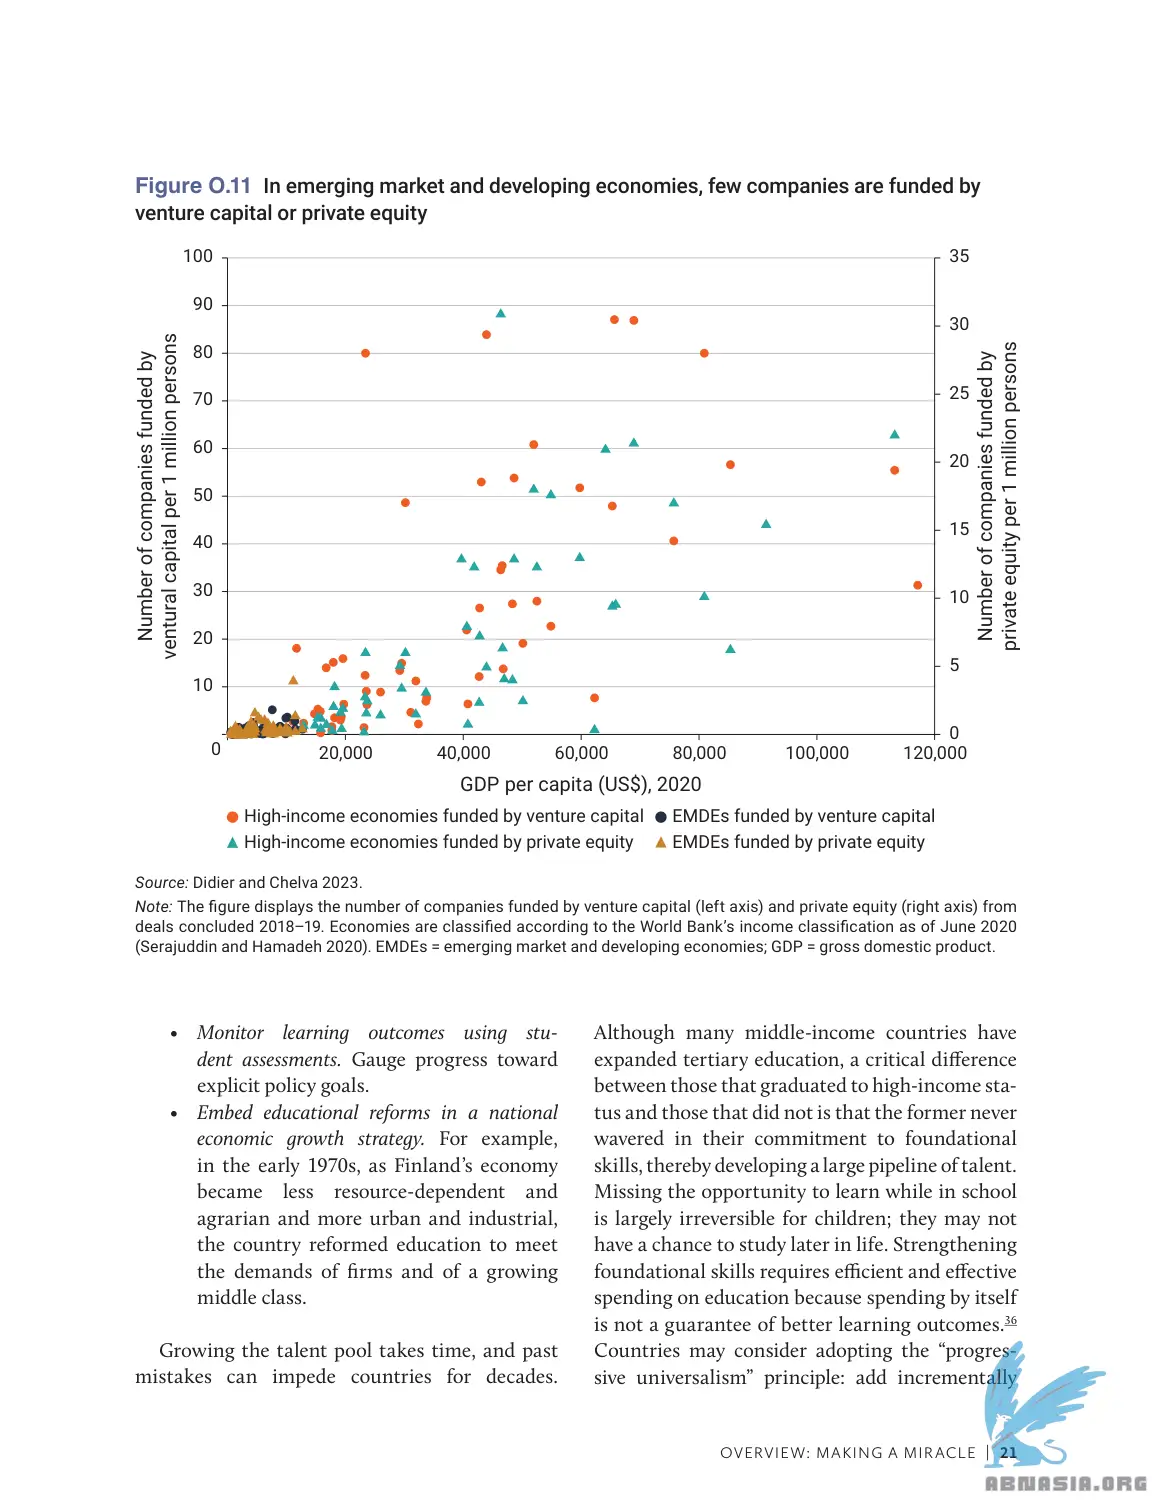 Figure O.11 In emerging market and developing economies, few companies are funded by
venture capital or private equity
100
90
80
70
60
50
40
30
20
10
0
Number of companies funded by
ventural capital per 1 million persons
35
30
25
20
15
10
5
0
Number of companies funded by
private equity per 1 million persons
20,000
40,000
60,000
80,000
100,000
120,000
GDP per capita (US$), 2020
High-income economies funded by venture capital
EMDEs funded by venture capital
High-income economies funded by private equity
EMDEs funded by private equity
Source: Didier and Chelva 2023.
Note: The figure displays the number of companies funded by venture capital (left axis) and private equity (right axis) from
deals concluded 2018–19. Economies are classified according to the World Bank's income classification as of June 2020
(Serajuddin and Hamadeh 2020). EMDEs = emerging market and developing economies; GDP = gross domestic product.
• Monitor learning outcomes using stu-
dent assessments. Gauge progress toward
explicit policy goals.
• Embed educational reforms in a national
economic growth strategy. For example,
in the early 1970s, as Finland's economy
became less resource-dependent and
agrarian and more urban and industrial,
the country reformed education to meet
the demands of firms and of a growing
middle class.
Growing the talent pool takes time, and past
mistakes can impede countries for decades.
Although many middle-income countries have
expanded tertiary education, a critical difference
between those that graduated to high-income sta-
tus and those that did not is that the former never
wavered in their commitment to foundational
skills, thereby developing a large pipeline of talent.
Missing the opportunity to learn while in school
is largely irreversible for children; they may not
have a chance to study later in life. Strengthening
foundational skills requires efficient and effective
spending on education because spending by itself
is not a guarantee of better learning outcomes.36
Countries may consider adopting the "progres-
sive universalism" principle: add incrementally
OVERVIEW: MAKING A MIRACLE | 21
ABNASIA.ORG